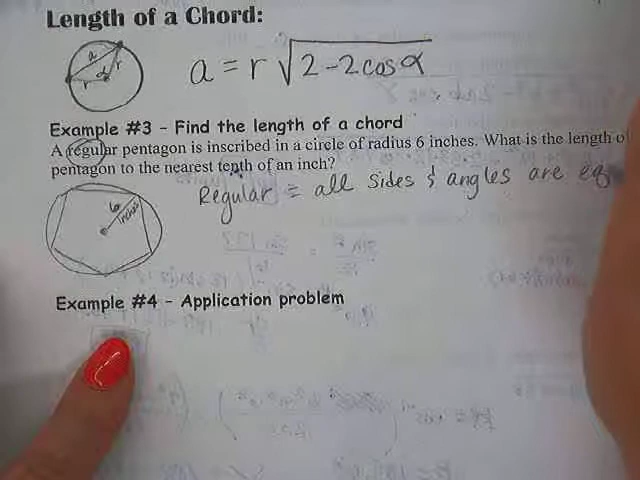 Length of a Chord:
a
r
r
α
a = r √2-2cosα
Example #3 - Find the length of a chord
A regular pentagon is inscribed in a circle of radius 6 inches. What is the length o
pentagon to the nearest tenth of an inch?
Regular = all sides & angles are eq
6
inches
Example #4 - Application problem